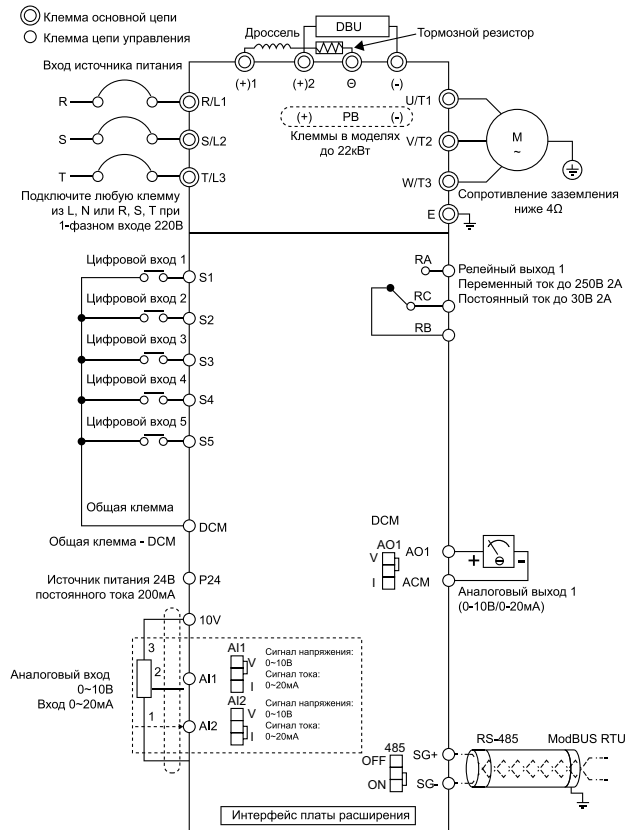 Клемма основной цепи
Клемма цепи управления
Дроссель
DBU
Тормозной резистор
Вход источника питания
(+)1
(+)2
Θ
(-)
R
R/L1
S
S/L2
T
T/L3
(+) PB (-)
Клеммы в моделях
до 22кВт
U/T1
V/T2
W/T3
M
~
E
Сопротивление заземления
ниже 4Ω
Подключите любую клемму
из L, N или R, S, T при
1-фазном входе 220В
Цифровой вход 1
S1
Цифровой вход 2
S2
Цифровой вход 3
S3
Цифровой вход 4
S4
Цифровой вход 5
S5
Общая клемма
DCM
Общая клемма - DCM
RA
RC
RB
Релейный выход 1
Переменный ток до 250В 2А
Постоянный ток до 30В 2А
DCM
AO1
V
I
AO1
ACM
+ Θ -
Аналоговый выход 1
(0-10В/0-20мА)
Источник питания 24В
постоянного тока 200мА
P24
10V
3
2
1
Аналоговый вход
0~10В
Вход 0~20мА
AI1
AI2
AI1
V
I
Сигнал напряжения:
0~10В
Сигнал тока:
0~20мА
AI2
V
I
Сигнал напряжения:
0~10В
Сигнал тока:
0~20мА
485
OFF
ON
SG+
SG-
RS-485
ModBUS RTU
Интерфейс платы расширения